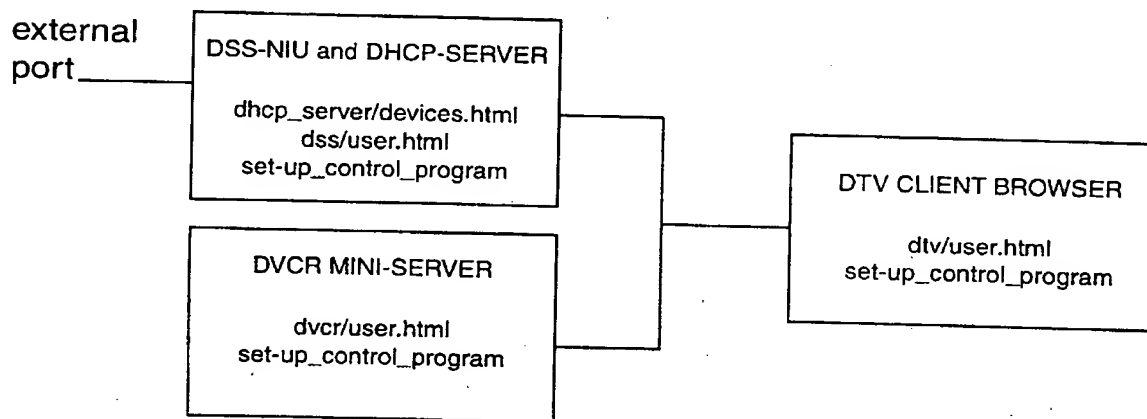 external
port
DSS-NIU and DHCP-SERVER
dhcp_server/devices.html
dss/user.html
set-up_control_program
DVCR MINI-SERVER
dvcr/user.html
set-up_control_program
DTV CLIENT BROWSER
dtv/user.html
set-up_control_program